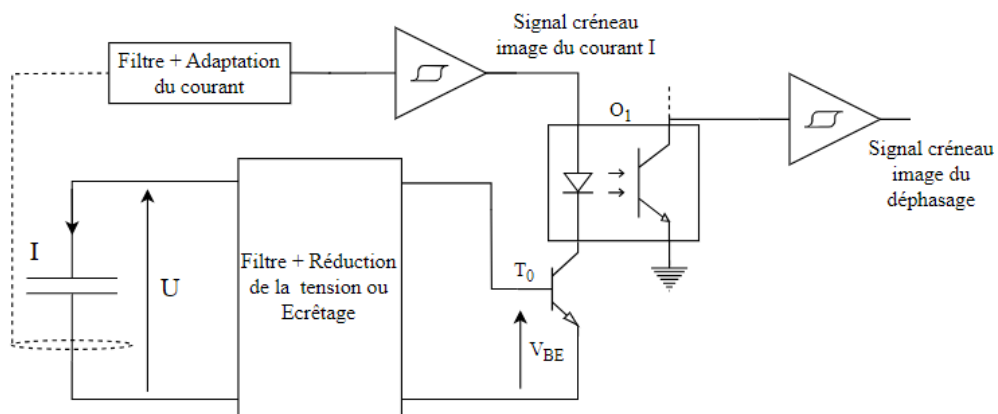 Signal créneau
image du courant I
Filtre + Adaptation
du courant
O1
Signal créneau
image du
déphasage
I
U
Filtre + Réduction
de la tension ou
Ecrêtage
T0
VBE